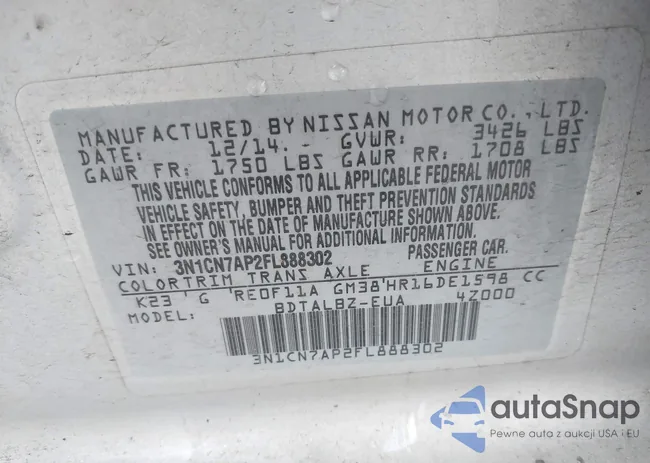 MANUFACTURED BY NISSAN MOTOR CO., LTD.
DATE: 12/14. GVWR: 3426 LBS
GAWR FR: 1750 LBS GAWR RR: 1708 LBS
THIS VEHICLE CONFORMS TO ALL APPLICABLE FEDERAL MOTOR
VEHICLE SAFETY, BUMPER AND THEFT PREVENTION STANDARDS
IN EFFECT ON THE DATE OF MANUFACTURE SHOWN ABOVE.
SEE OWNER'S MANUAL FOR ADDITIONAL INFORMATION.
VIN: 3N1CN7AP2FL888302 PASSENGER CAR.
COLOR TRIM TRANS AXLE ENGINE
K23 G RE0F11A GM38 HR16DE1598 CC
MODEL: BDTALBZ-EUA 4Z000
3N1CN7AP2FL888302
autoSnap
Pewne auta z aukcji USA i EU